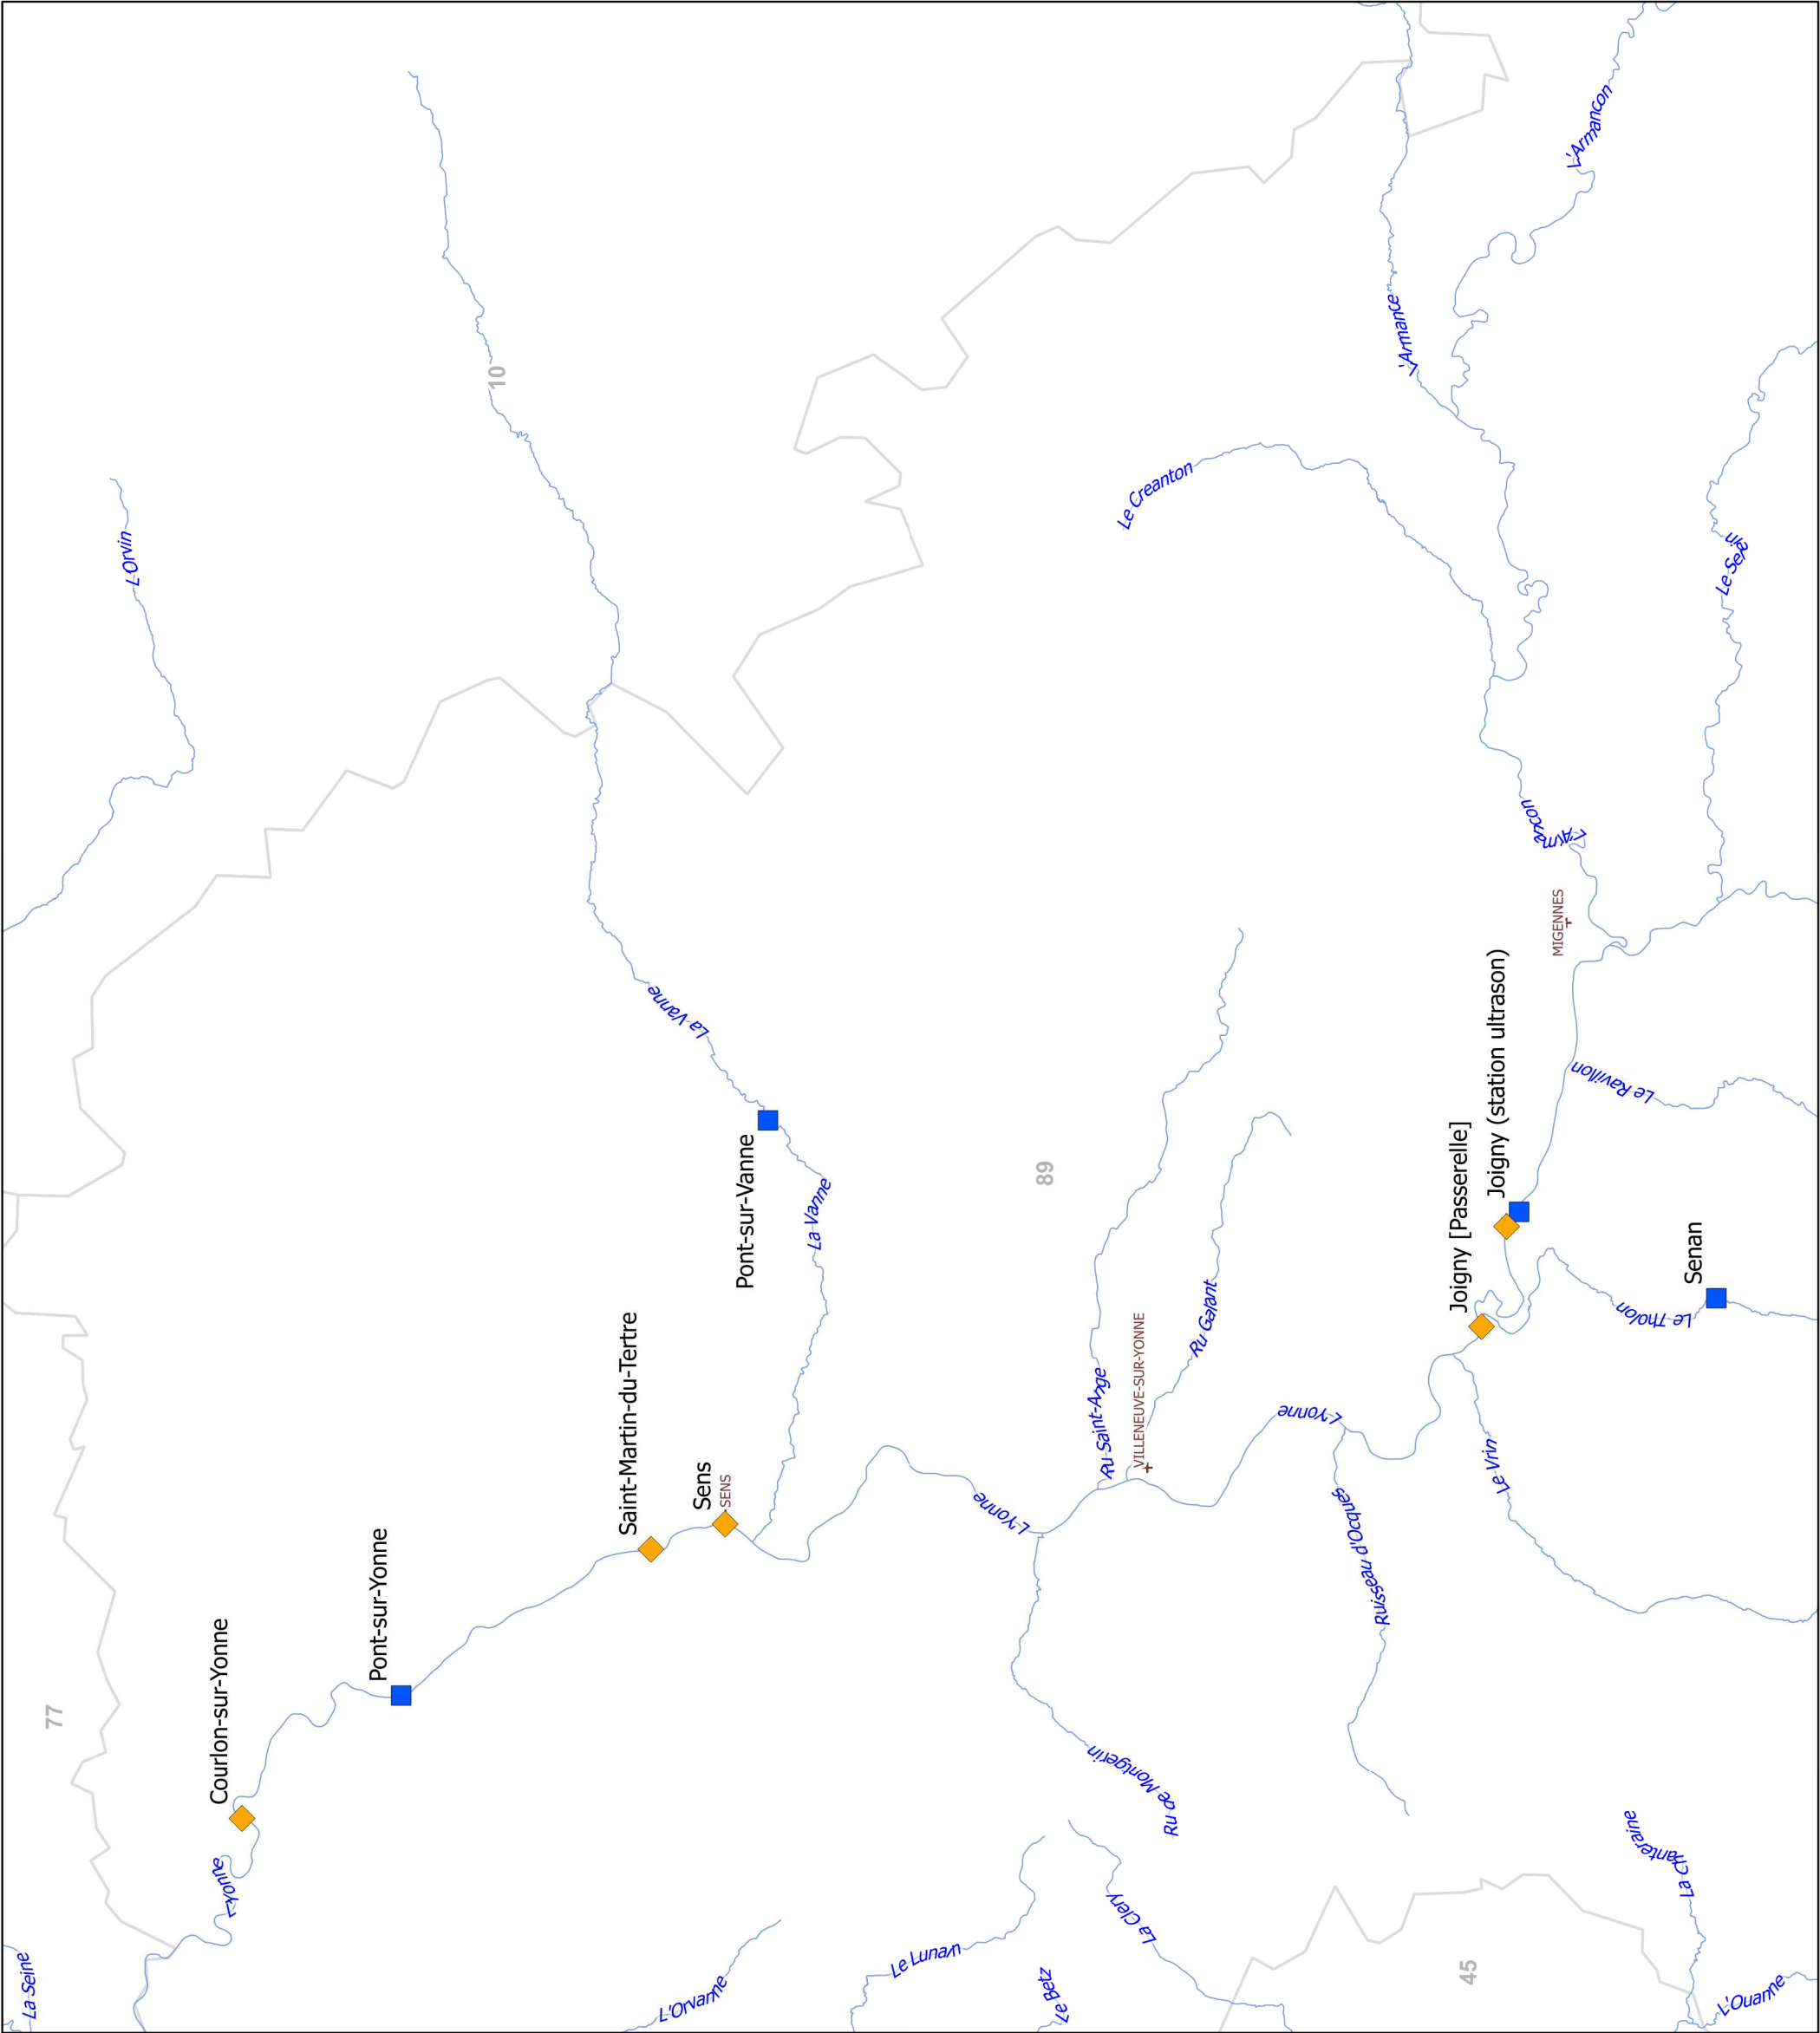 La Seine
77
L'Yonne
Courlon-sur-Yonne
Pont-sur-Yonne
L'Orvin
10
L'Orvanne
Saint-Martin-du-Tertre
Sens
SENS
La Vanne
Pont-sur-Vanne
La Vanne
Le Lunain
Le Betz
La Clery
L'Yonne
89
Ru de Montgerin
Ru Saint-Ange
VILLENEUVE-SUR-YONNE
Ru Galant
Le Creanton
L'Yonne
Ruisseau d'Ocques
L'Armance
L'Armancon
45
Le Vrin
Joigny [Passerelle]
Joigny (station ultrason)
MIGENNES
L'Armancon
Le Ravillon
Le Tholon
Senan
Le Serein
La Chanteraine
L'Ouanne